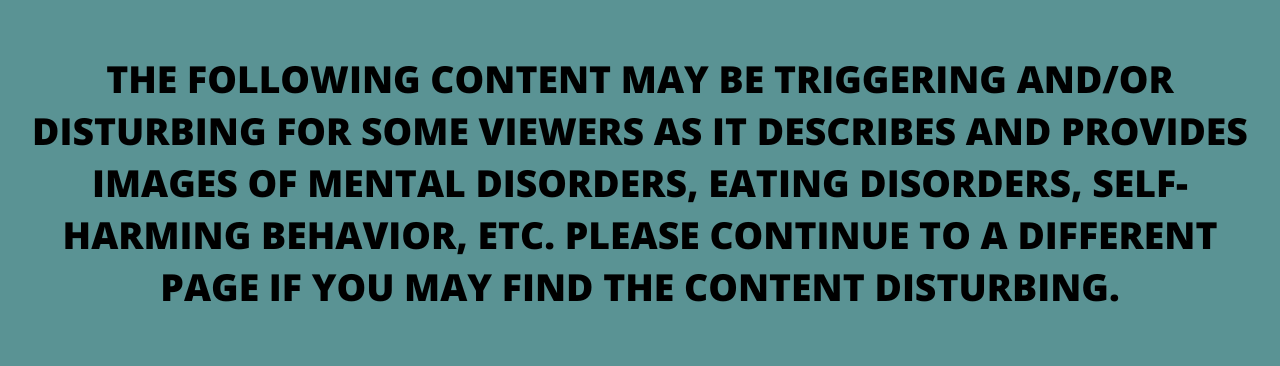 THE FOLLOWING CONTENT MAY BE TRIGGERING AND/OR
DISTURBING FOR SOME VIEWERS AS IT DESCRIBES AND PROVIDES
IMAGES OF MENTAL DISORDERS, EATING DISORDERS, SELF-
HARMING BEHAVIOR, ETC. PLEASE CONTINUE TO A DIFFERENT
PAGE IF YOU MAY FIND THE CONTENT DISTURBING.